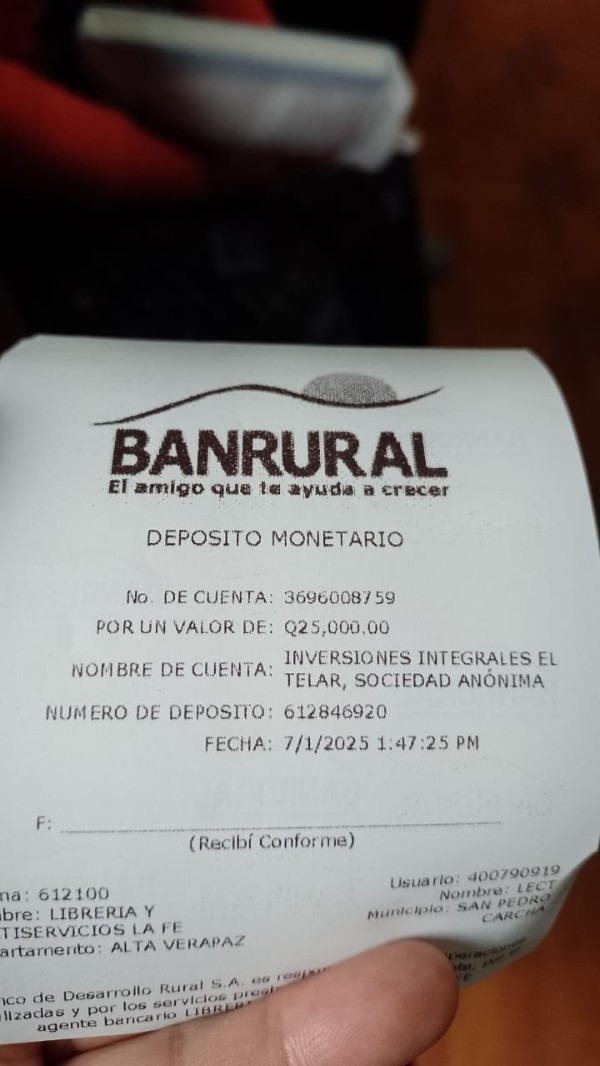 BANRURAL
El amigo que te ayuda a crecer
DEPOSITO MONETARIO
No. DE CUENTA: 3696008759
POR UN VALOR DE: Q25,000.00
NOMBRE DE CUENTA: INVERSIONES INTEGRALES EL
TELAR, SOCIEDAD ANÓNIMA
NUMERO DE DEPOSITO: 612846920
FECHA: 7/1/2025 1:47:25 PM
F:
(Recibí Conforme)
na: 612100
bre: LIBRERIA Y
TISERVICIOS LA FE
artamento: ALTA VERAPAZ
Usuario: 400790919
Nombre: LECT
Municipio: SAN PEDRO
CARCHA
nco de Desarrollo Rural S.A. es
lizadas y por los servicios
agente bancario